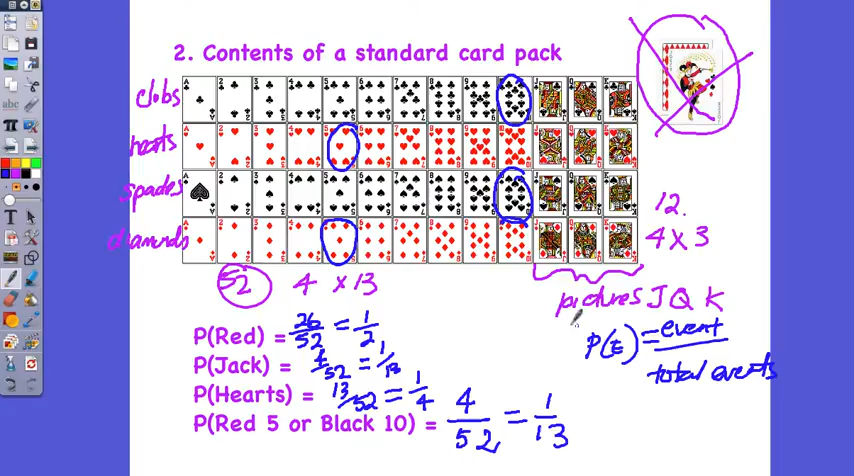 2. Contents of a standard card pack
clubs
hearts
spades
diamonds
12.
4 x 3
52 4 x 13
pictures J Q K
P(E) = event
total events
P(Red) = 26/52 = 1/2
P(Jack) = 4/52 = 1/13
P(Hearts) = 13/52 = 1/4
P(Red 5 or Black 10) = 4/52 = 1/13